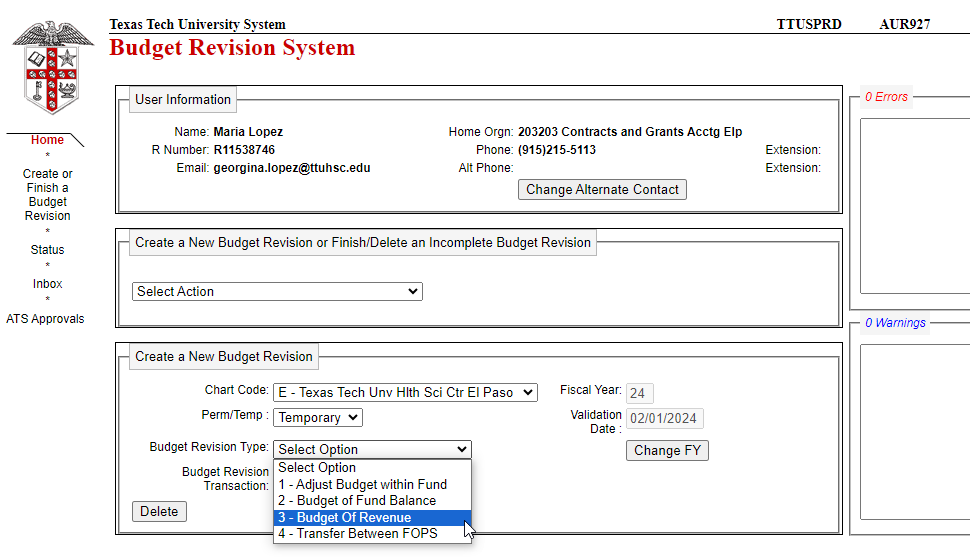 Texas Tech University System TTUSPRD AUR927
Budget Revision System
User Information
Name: Maria Lopez Home Orgn: 203203 Contracts and Grants Acctg Elp
R Number: R11538746 Phone: (915)215-5113 Extension:
Email: georgina.lopez@ttuhsc.edu Alt Phone: Extension:
Change Alternate Contact
0 Errors
Home
*
Create or
Finish a
Budget
Revision
*
Status
*
Inbox
*
ATS Approvals
Create a New Budget Revision or Finish/Delete an Incomplete Budget Revision
Select Action
0 Warnings
Create a New Budget Revision
Chart Code: E - Texas Tech Unv Hlth Sci Ctr El Paso Fiscal Year: 24
Perm/Temp : Temporary Validation
Date : 02/01/2024
Budget Revision Type: Select Option Change FY
Budget Revision
Transaction:
Select Option
1 - Adjust Budget within Fund
2 - Budget of Fund Balance
3 - Budget Of Revenue
4 - Transfer Between FOPS
Delete